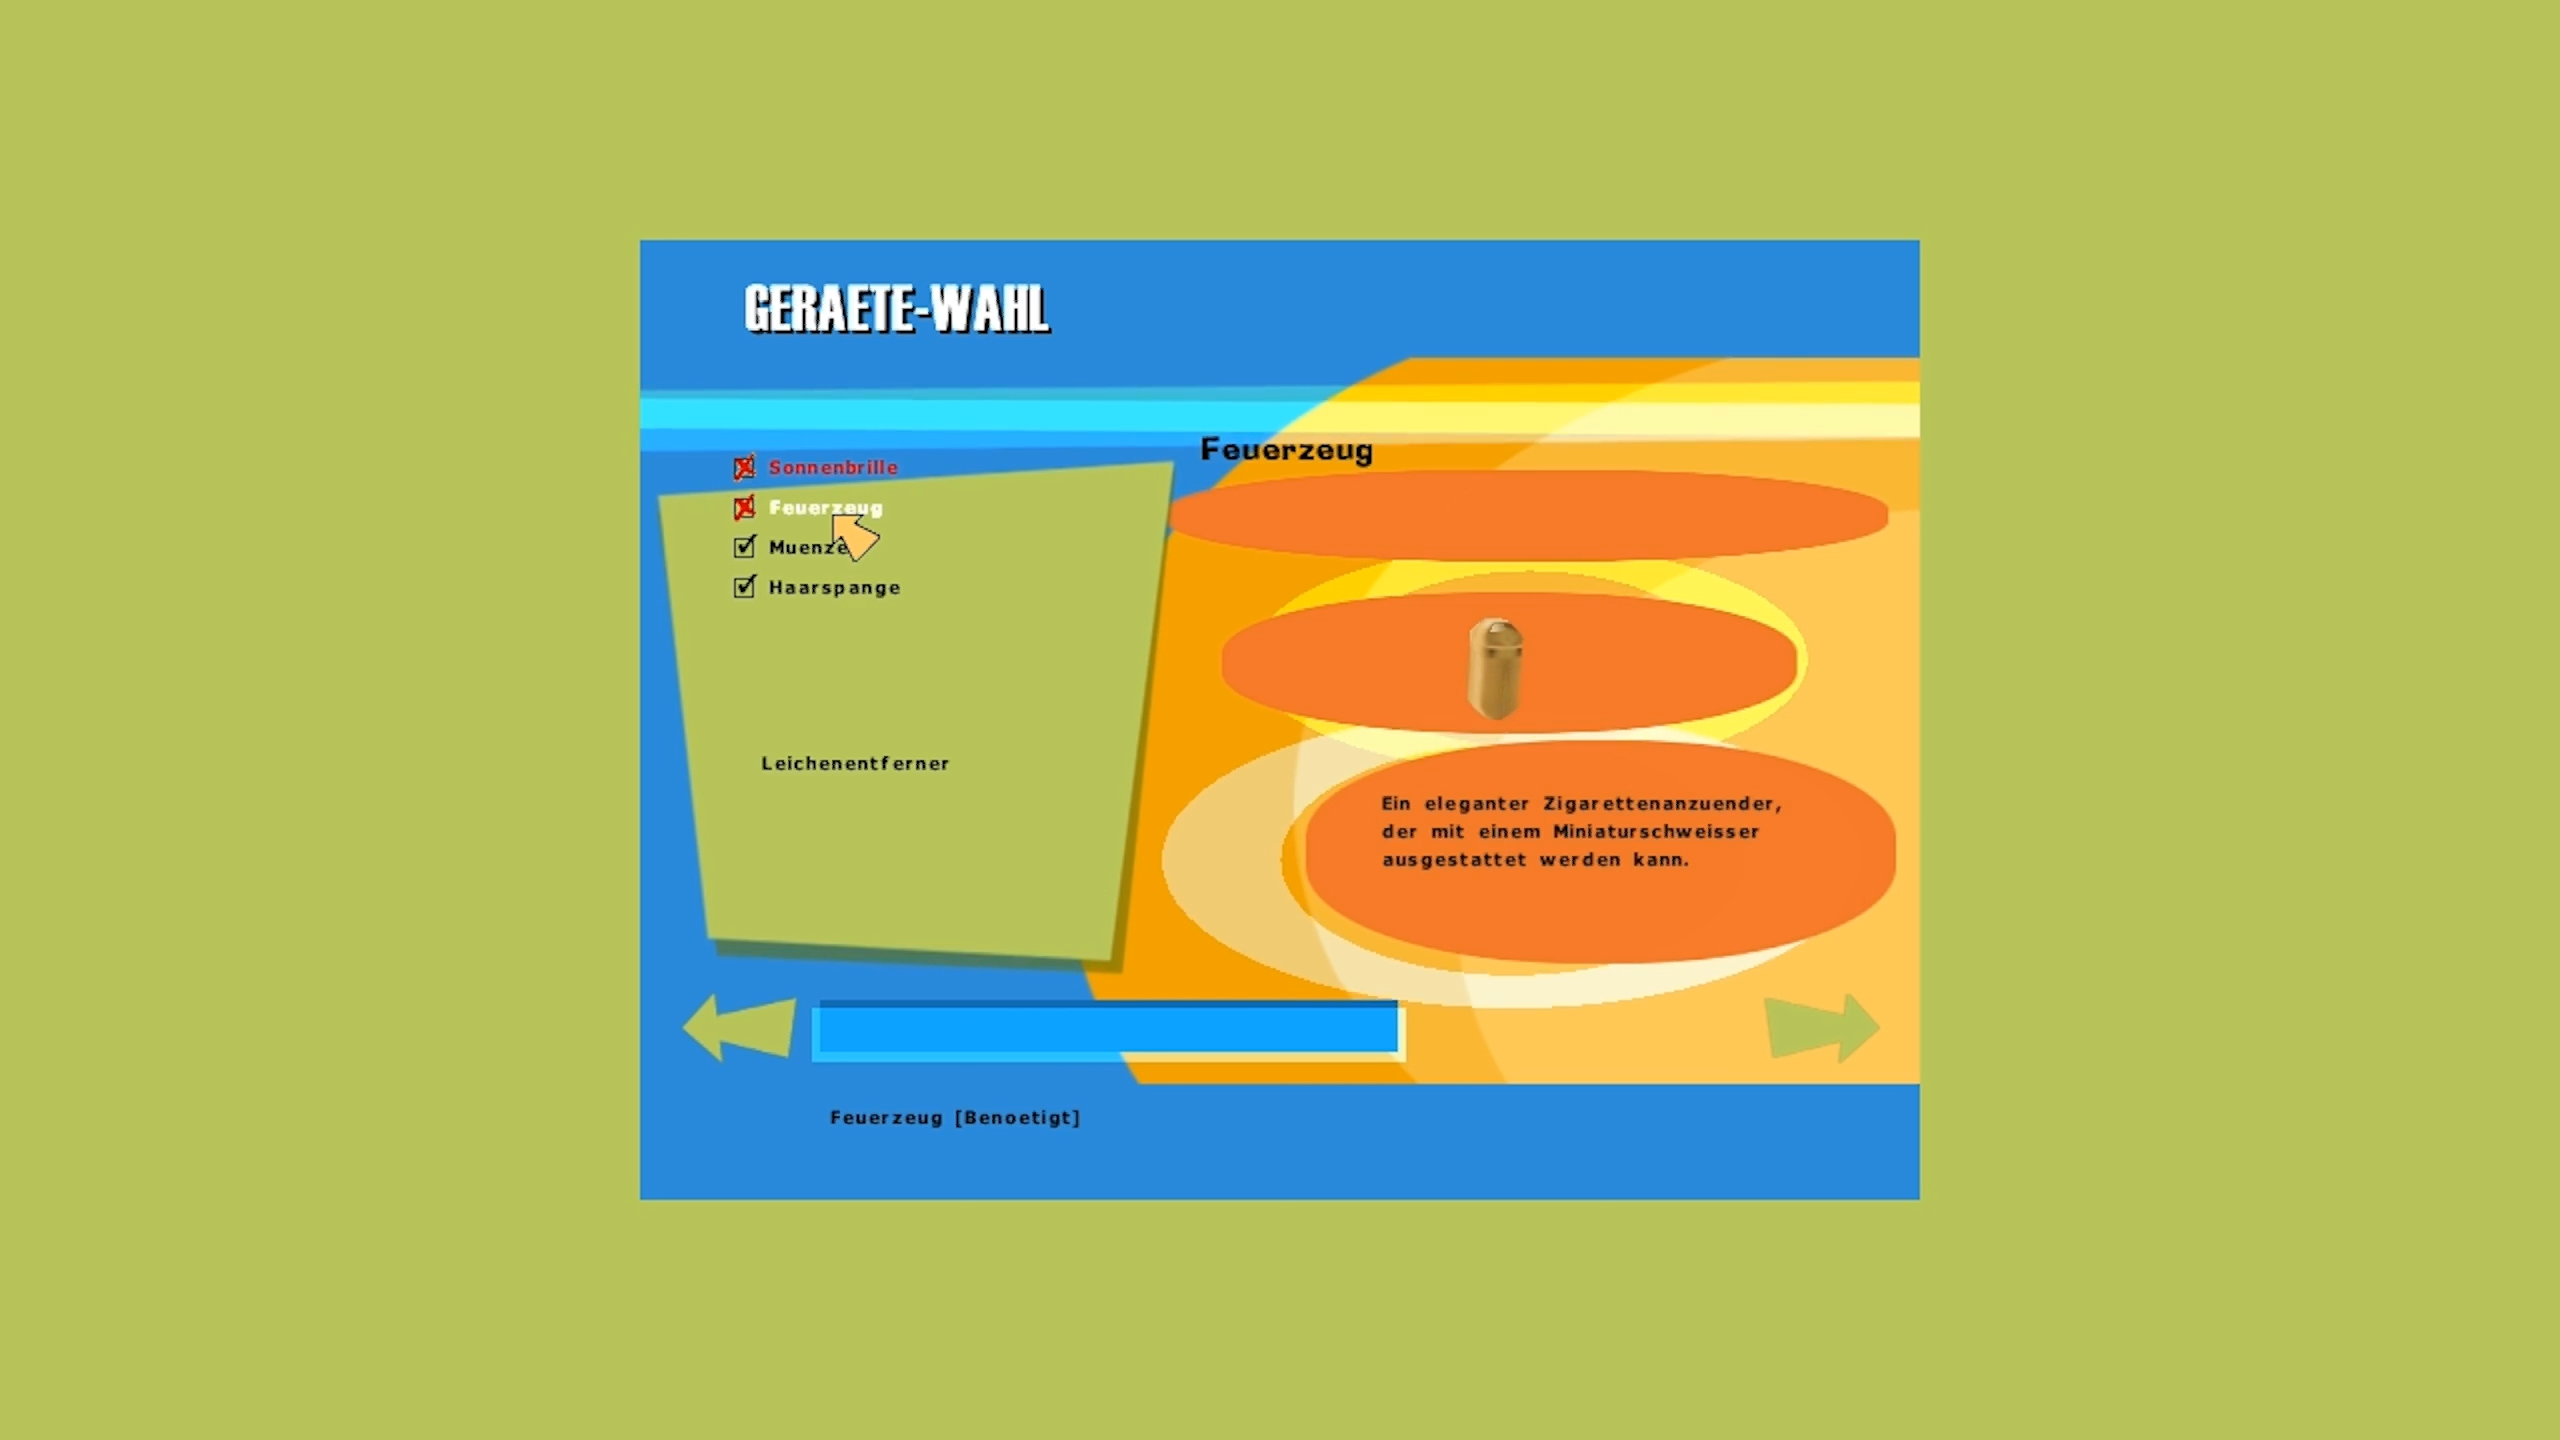 GERAETE-WAHL
Sonnenbrille
Feuerzeug
Muenze
Haarspange
Leichenentferner
Feuerzeug
Ein eleganter Zigarettenanzuender,
der mit einem Miniaturschweisser
ausgestattet werden kann.
Feuerzeug [Benoetigt]